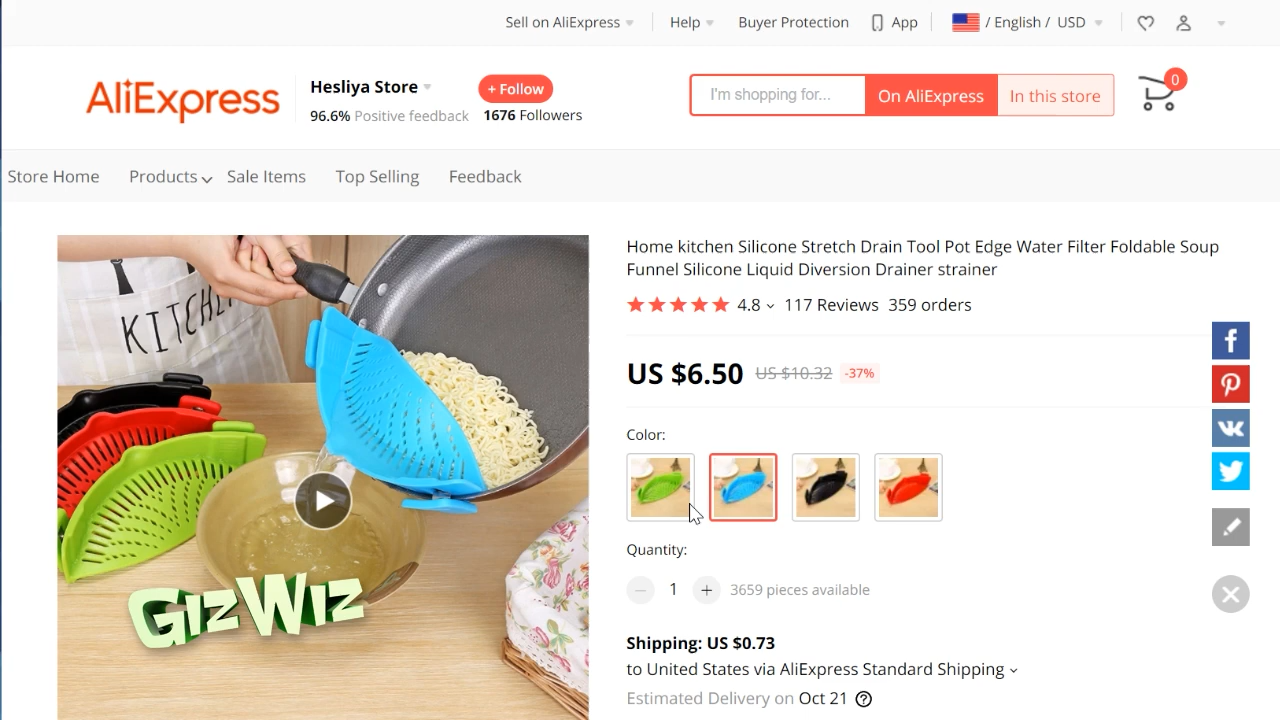 Sell on AliExpress
Help
Buyer Protection
App
/ English / USD
AliExpress
Hesliya Store
+ Follow
96.6% Positive feedback
1676 Followers
I'm shopping for...
On AliExpress
In this store
0
Store Home
Products
Sale Items
Top Selling
Feedback
KITCHEN
GIZWIZ
Home kitchen Silicone Stretch Drain Tool Pot Edge Water Filter Foldable Soup
Funnel Silicone Liquid Diversion Drainer strainer
4.8
117 Reviews
359 orders
US $6.50
US $10.32
-37%
Color:
Quantity:
1
3659 pieces available
Shipping: US $0.73
to United States via AliExpress Standard Shipping
Estimated Delivery on Oct 21